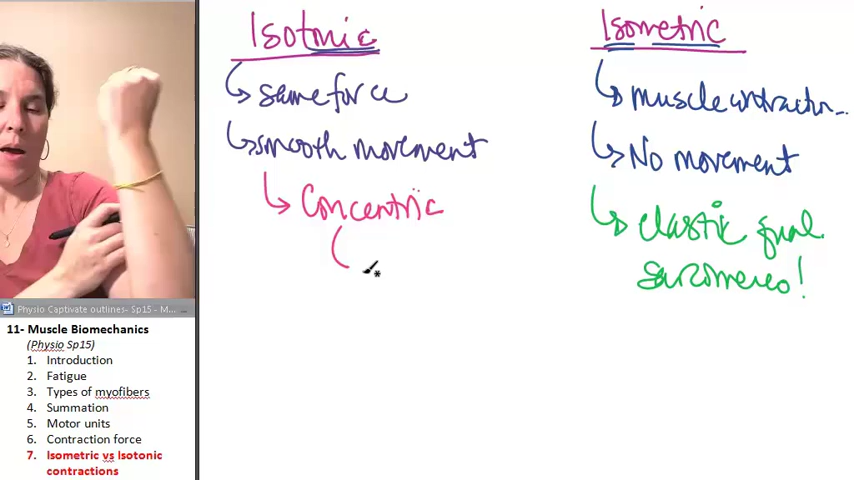 Isotonic
same force
smooth movement
Concentric
Isometric
muscle contraction
No movement
elastic qual.
Sarcomeres!
Physio Captivate outlines- Sp15 - M...
11- Muscle Biomechanics
(Physio Sp15)
1. Introduction
2. Fatigue
3. Types of myofibers
4. Summation
5. Motor units
6. Contraction force
7. Isometric vs Isotonic
contractions